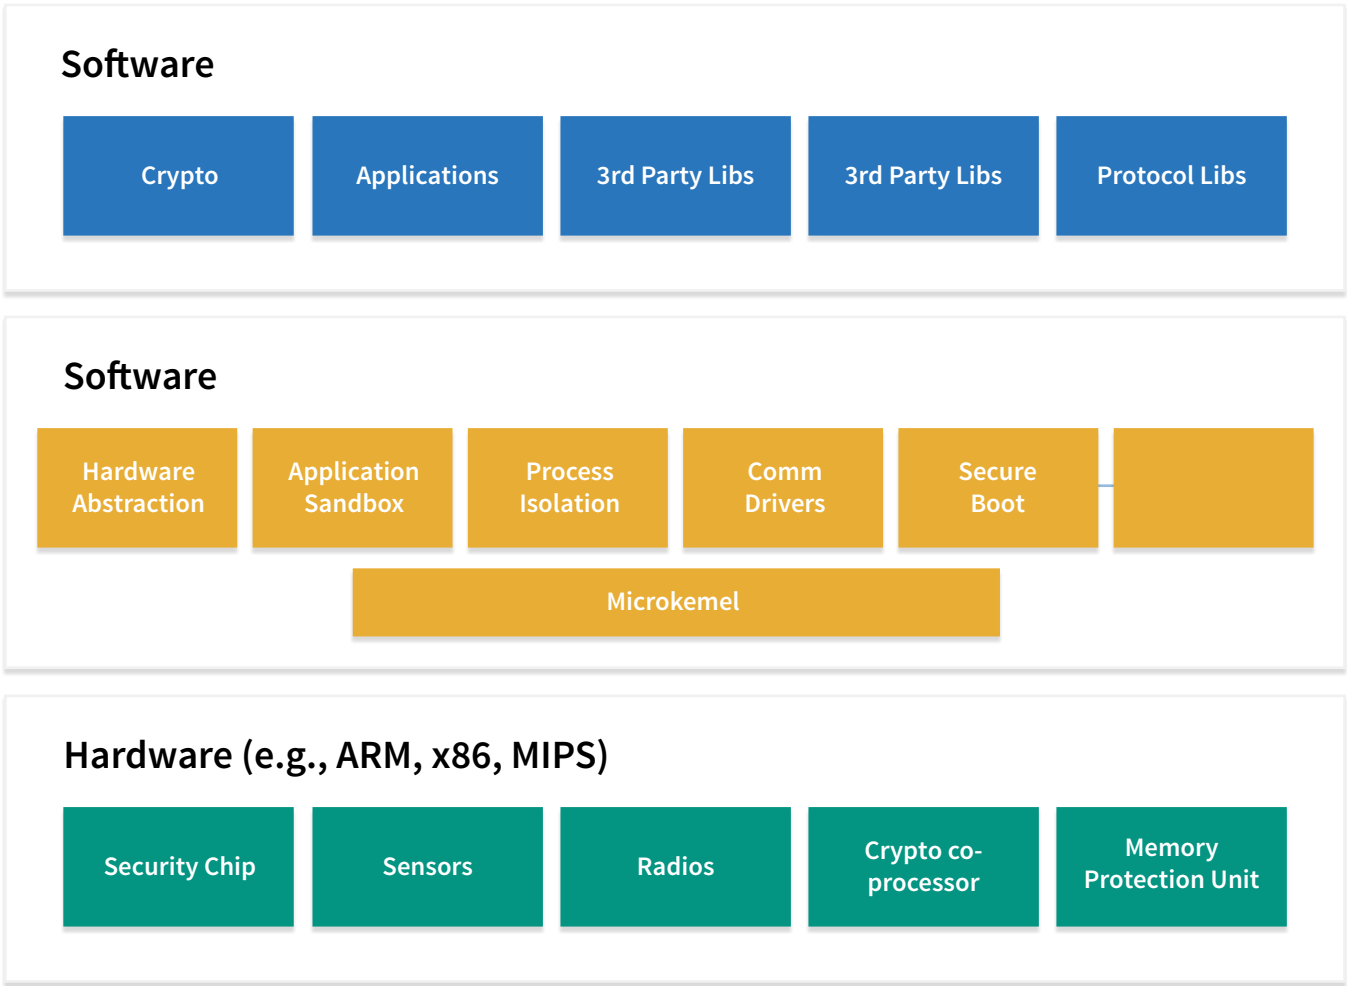 Software
Crypto
Applications
3rd Party Libs
3rd Party Libs
Protocol Libs
Software
Hardware
Abstraction
Application
Sandbox
Process
Isolation
Comm
Drivers
Secure
Boot
Microkemel
Hardware (e.g., ARM, x86, MIPS)
Security Chip
Sensors
Radios
Crypto co-
processor
Memory
Protection Unit